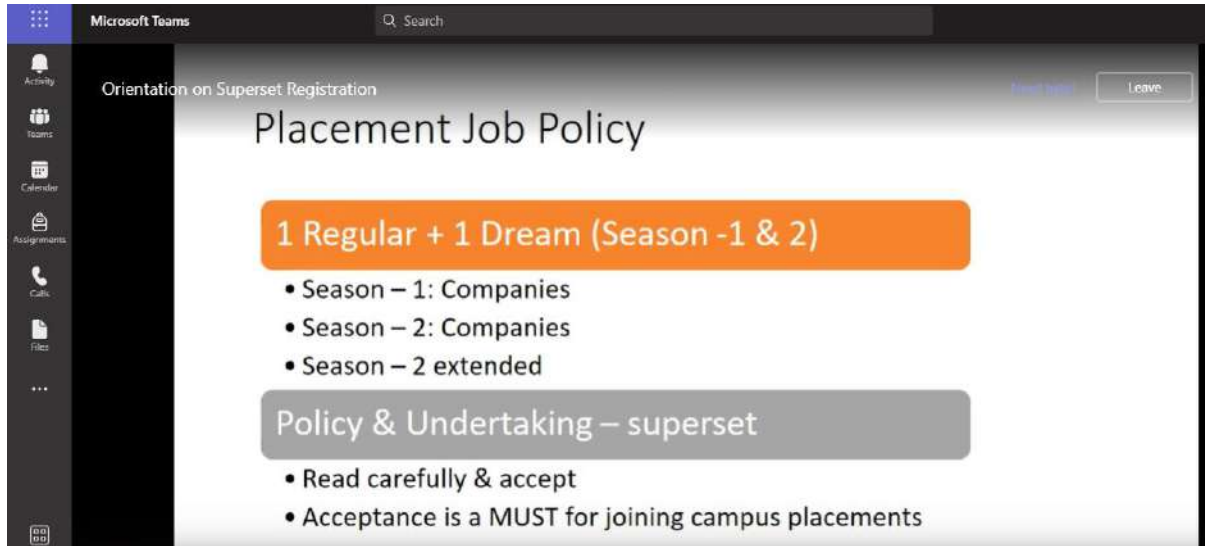 Microsoft Teams
Search
Activity
Teams
Calendar
Assignments
Calls
Files
Orientation on Superset Registration
Need help?
Leave
Placement Job Policy
1 Regular + 1 Dream (Season -1 & 2)
• Season – 1: Companies
• Season – 2: Companies
• Season – 2 extended
Policy & Undertaking – superset
• Read carefully & accept
• Acceptance is a MUST for joining campus placements